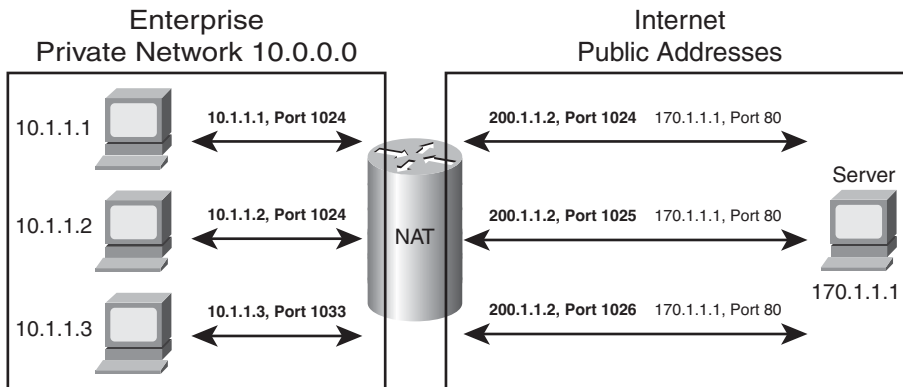 Enterprise
Private Network 10.0.0.0
Internet
Public Addresses
10.1.1.1
10.1.1.1, Port 1024
200.1.1.2, Port 1024 170.1.1.1, Port 80
Server
10.1.1.2
10.1.1.2, Port 1024
NAT
200.1.1.2, Port 1025 170.1.1.1, Port 80
170.1.1.1
10.1.1.3
10.1.1.3, Port 1033
200.1.1.2, Port 1026 170.1.1.1, Port 80